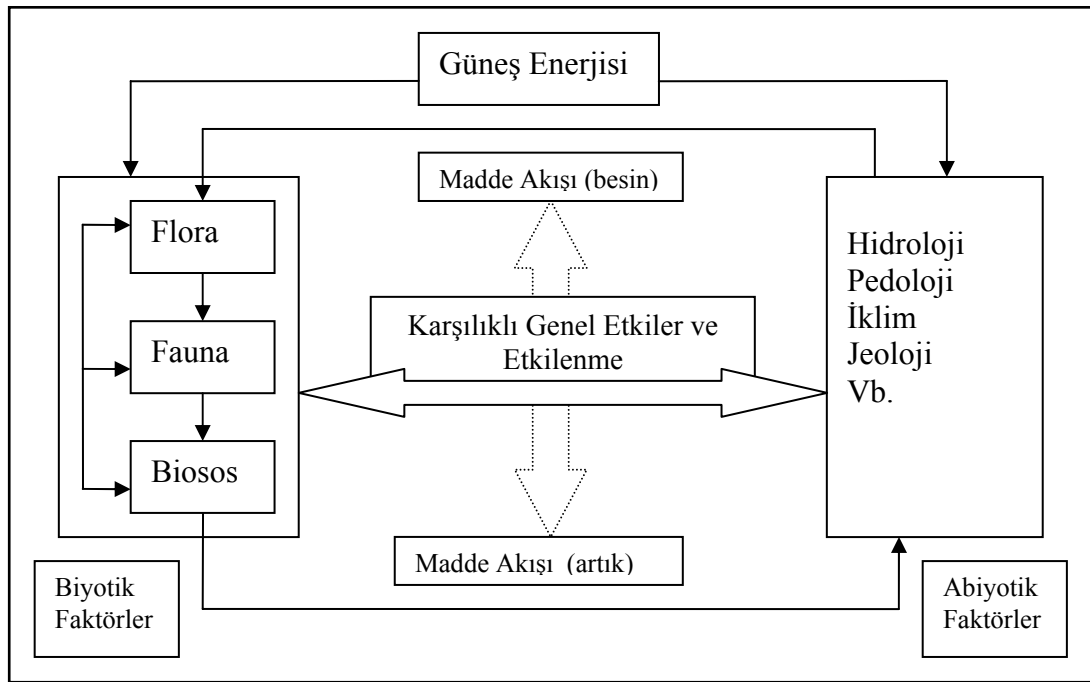 Güneş Enerjisi
Madde Akışı (besin)
Flora
Fauna
Biosos
Karşılıklı Genel Etkiler ve
Etkilenme
Hidroloji
Pedoloji
İklim
Jeoloji
Vb.
Madde Akışı (artık)
Biyotik
Faktörler
Abiyotik
Faktörler